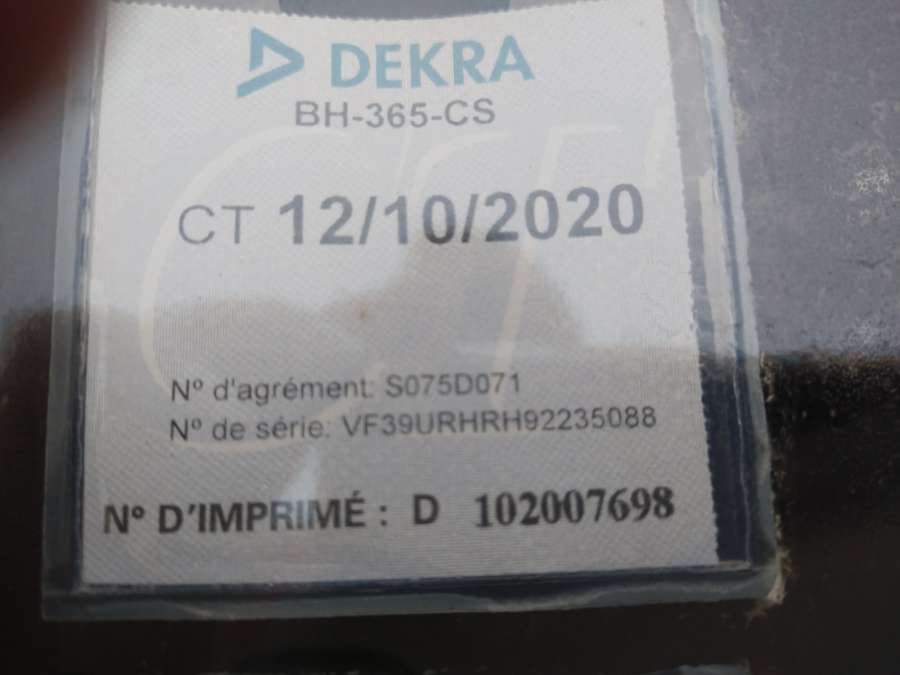 DEKRA
BH-365-CS
CT 12/10/2020
N° d'agrément: S075D071
N° de série: VF39URHRH92235088
N° D'IMPRIMÉ : D 102007698